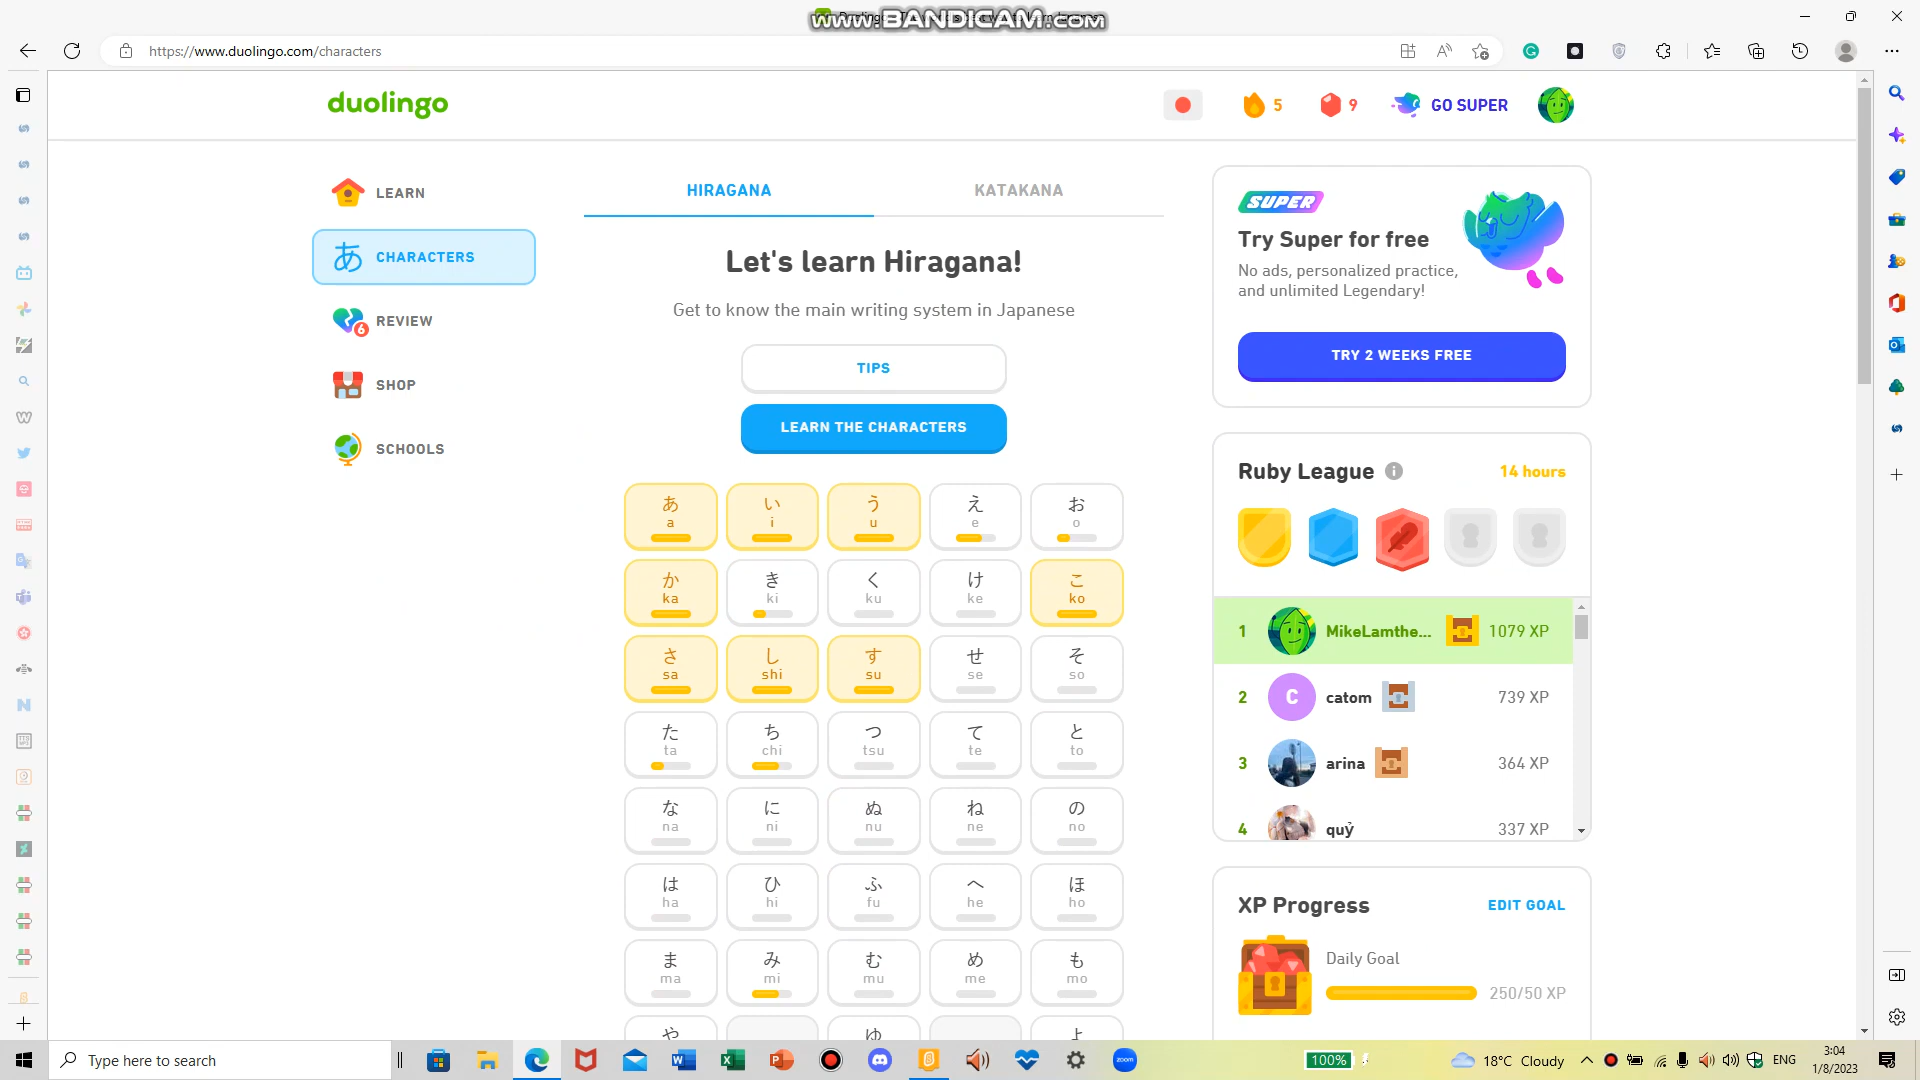 www.BANDICAM.com
https://www.duolingo.com/characters
duolingo
5
9
GO SUPER
LEARN
CHARACTERS
REVIEW
6
SHOP
SCHOOLS
HIRAGANA
KATAKANA
Let's learn Hiragana!
Get to know the main writing system in Japanese
TIPS
LEARN THE CHARACTERS
あ い う え お
a i u e o
か き く け こ
ka ki ku ke ko
さ し す せ そ
sa shi su se so
た ち つ て と
ta chi tsu te to
な に ぬ ね の
na ni nu ne no
は ひ ふ へ ほ
ha hi fu he ho
ま み む め も
ma mi mu me mo
や ゆ よ
SUPER
Try Super for free
No ads, personalized practice,
and unlimited Legendary!
TRY 2 WEEKS FREE
Ruby League
14 hours
1 MikeLamthe... 1079 XP
2 C catom 739 XP
3 arina 364 XP
4 quỷ 337 XP
XP Progress
EDIT GOAL
Daily Goal
250/50 XP
Type here to search
zoom
100%
18°C Cloudy
ENG
3:04
1/8/2023